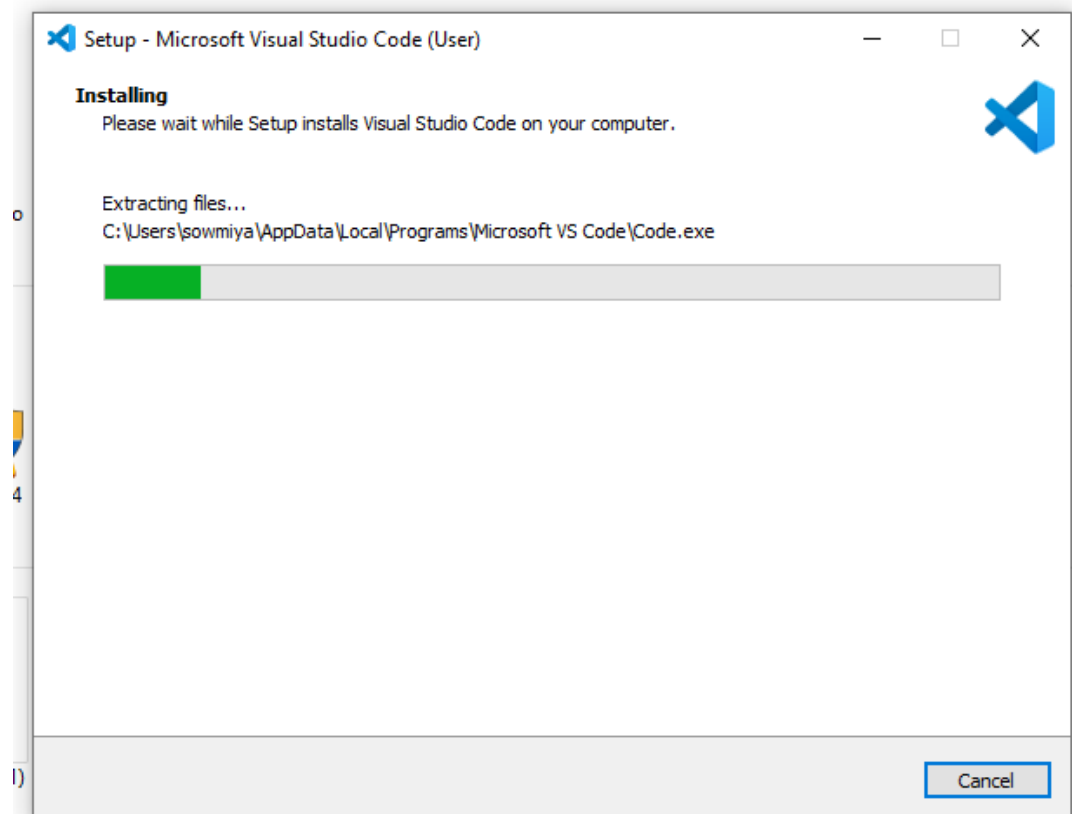 Setup - Microsoft Visual Studio Code (User)
Installing
Please wait while Setup installs Visual Studio Code on your computer.
Extracting files...
C:\Users\sowmiya\AppData\Local\Programs\Microsoft VS Code\Code.exe
o
4
Cancel